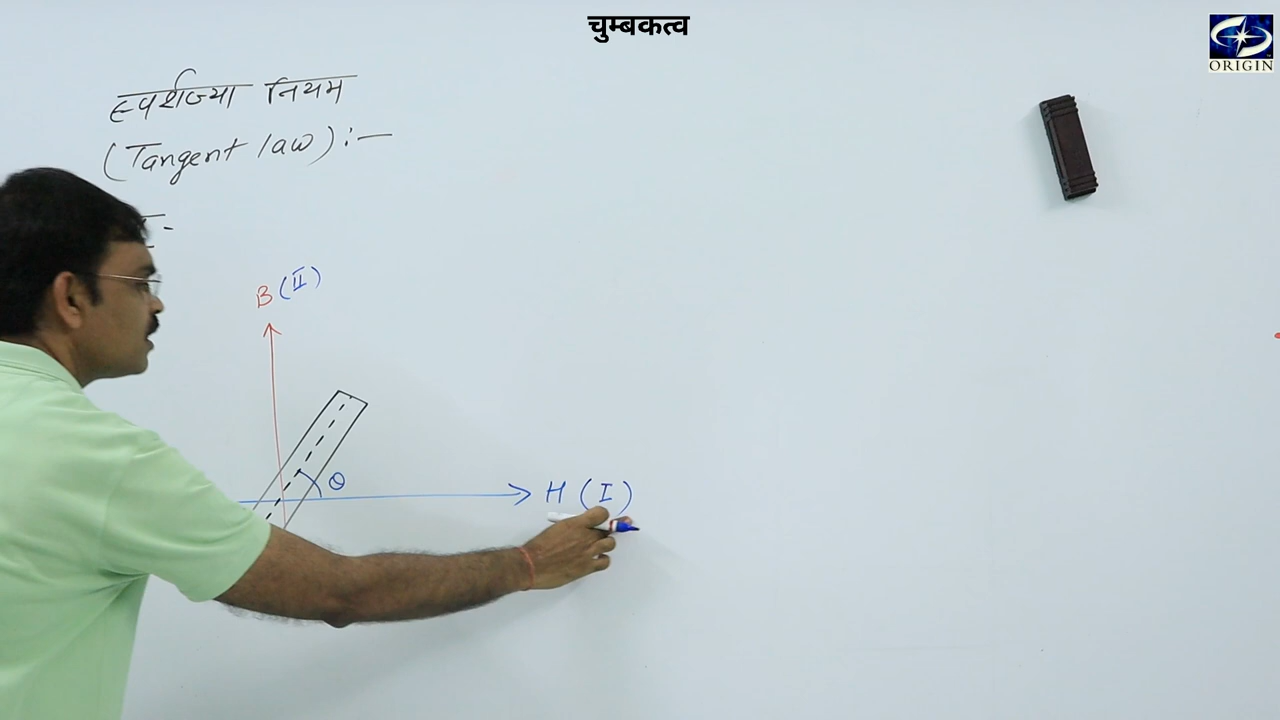 चुम्बकत्व
ORIGIN
स्पर्शज्या नियम
(Tangent law) :-
B (II)
θ
H (I)